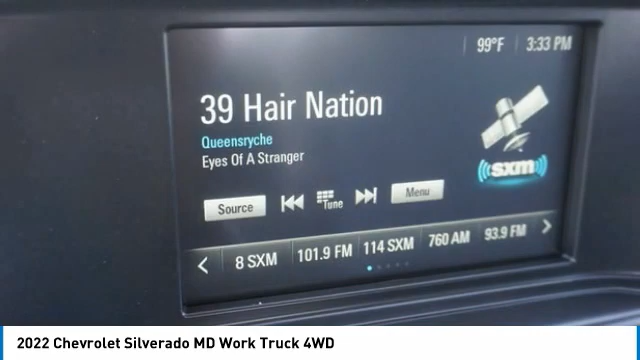 99°F 3:33 PM
39 Hair Nation
Queensryche
Eyes Of A Stranger
sxm
Source Tune Menu
8 SXM 101.9 FM 114 SXM 760 AM 93.9 FM
2022 Chevrolet Silverado MD Work Truck 4WD